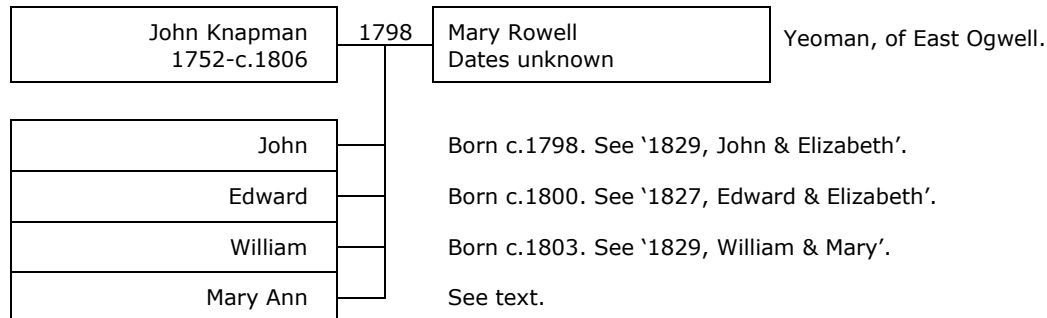 John Knapman
1752-c.1806
1798
Mary Rowell
Dates unknown
Yeoman, of East Ogwell.
John
Born c.1798. See ‘1829, John & Elizabeth’.
Edward
Born c.1800. See ‘1827, Edward & Elizabeth’.
William
Born c.1803. See ‘1829, William & Mary’.
Mary Ann
See text.